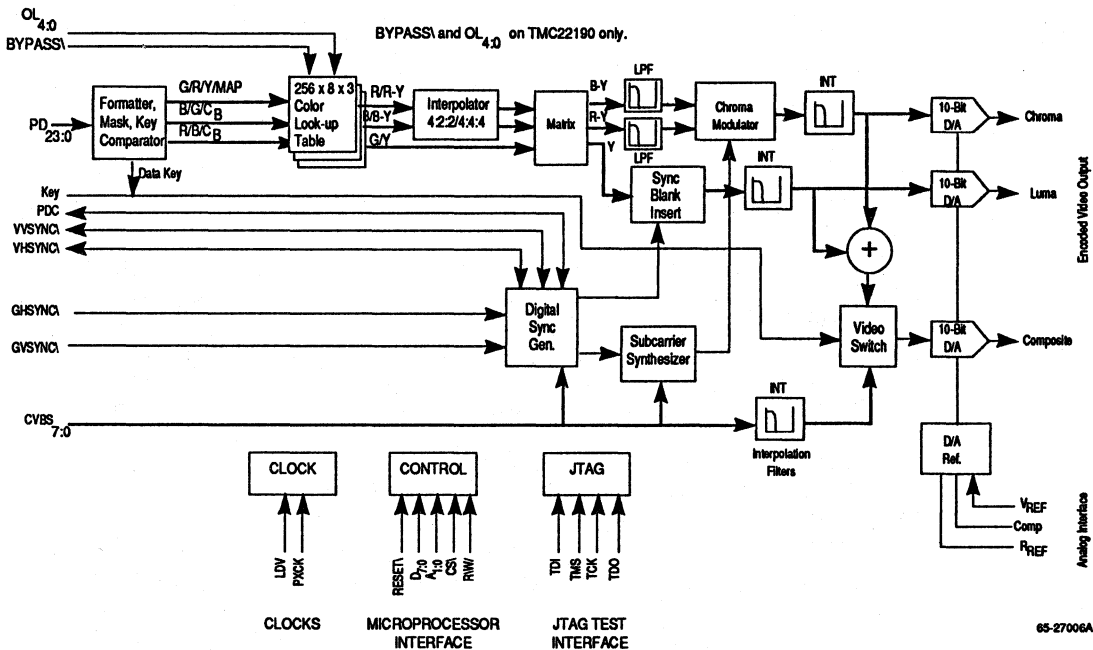 OL4:0
BYPASS\
BYPASS\ and OL4:0 on TMC22190 only.
PD23:0
Formatter, Mask, Key Comparator
G/R/Y/MAP
B/G/CB
R/B/CB
Data Key
256 x 8 x 3
Color
Look-up
Table
R/R-Y
B/B-Y
G/Y
Interpolator
4:2:2/4:4:4
Matrix
B-Y
R-Y
Y
LPF
LPF
Chroma
Modulator
INT
10-Bit
D/A
Chroma
Sync
Blank
Insert
INT
10-Bit
D/A
Luma
Encoded Video Output
Key
PDC
VVSYNC\
VHSYNC\
GHSYNC\
GVSYNC\
CVBS7:0
Digital
Sync
Gen.
Subcarrier
Synthesizer
+
Video
Switch
10-Bit
D/A
Composite
INT
Interpolation
Filters
D/A
Ref.
VREF
Comp
RREF
Analog Interface
CLOCK
LDV
PXCK
CLOCKS
CONTROL
RESET\
D7:0
A1:0
CS\
R/W/
MICROPROCESSOR
INTERFACE
JTAG
TDI
TMS
TCK
TDO
JTAG TEST
INTERFACE
65-27006A